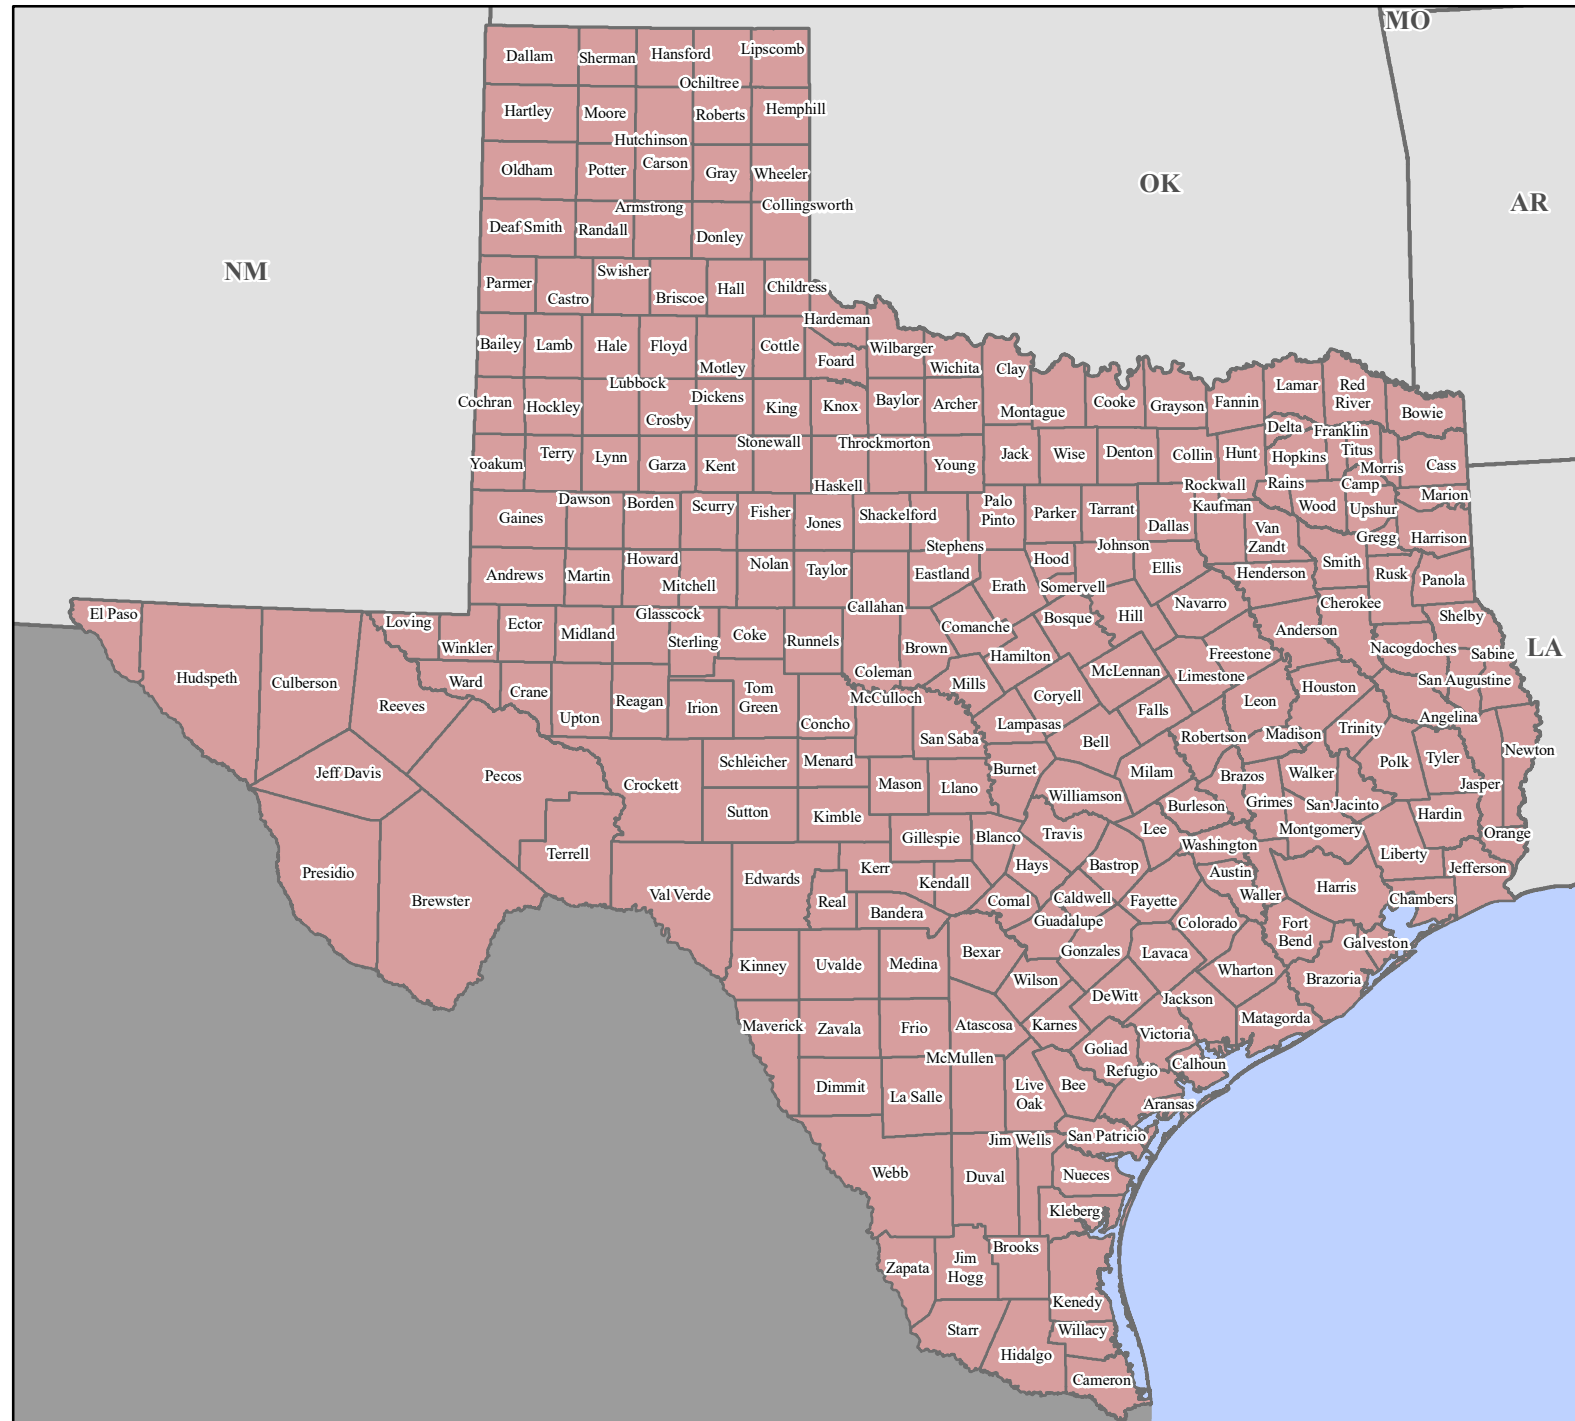 MO
Dallam
Sherman
Hansford
Lipscomb
Ochiltree
Hartley
Moore
Roberts
Hemphill
Hutchinson
Oldham
Potter
Carson
Gray
Wheeler
OK
AR
Armstrong
Collingsworth
Deaf Smith
Randall
Donley
NM
Parmer
Castro
Swisher
Briscoe
Hall
Childress
Hardeman
Bailey
Lamb
Hale
Floyd
Motley
Cottle
Foard
Wilbarger
Wichita
Clay
Lubbock
Cochran
Hockley
Crosby
Dickens
King
Knox
Baylor
Archer
Montague
Cooke
Grayson
Fannin
Lamar
Red
River
Bowie
Delta
Franklin
Stonewall
Throckmorton
Yoakum
Terry
Lynn
Garza
Kent
Haskell
Young
Jack
Wise
Denton
Collin
Hunt
Hopkins
Titus
Morris
Cass
Rockwall
Rains
Camp
Marion
Gaines
Dawson
Borden
Scurry
Fisher
Jones
Shackelford
Stephens
Palo
Pinto
Parker
Tarrant
Dallas
Kaufman
Van
Zandt
Wood
Upshur
Gregg
Harrison
Andrews
Martin
Howard
Mitchell
Nolan
Taylor
Callahan
Eastland
Erath
Hood
Somervell
Johnson
Ellis
Henderson
Smith
Rusk
Panola
El Paso
Loving
Winkler
Ector
Midland
Glasscock
Sterling
Coke
Runnels
Coleman
Brown
Comanche
Hamilton
Bosque
Hill
Navarro
Freestone
Anderson
Cherokee
Nacogdoches
Shelby
Sabine
San Augustine
LA
Hudspeth
Culberson
Reeves
Ward
Crane
Upton
Reagan
Irion
Tom
Green
Concho
McCulloch
Mills
Lampasas
Coryell
McLennan
Limestone
Falls
Leon
Houston
Angelina
Trinity
Jeff Davis
Pecos
Crockett
Schleicher
Menard
San Saba
Burnet
Bell
Milam
Robertson
Madison
Polk
Tyler
Jasper
Newton
Sutton
Kimble
Mason
Llano
Williamson
Burleson
Brazos
Grimes
Walker
San Jacinto
Hardin
Presidio
Brewster
Terrell
Val Verde
Edwards
Kerr
Gillespie
Blanco
Travis
Hays
Lee
Bastrop
Washington
Montgomery
Liberty
Orange
Real
Bandera
Kendall
Comal
Caldwell
Guadalupe
Fayette
Austin
Waller
Harris
Jefferson
Chambers
Colorado
Fort
Bend
Galveston
Kinney
Uvalde
Medina
Bexar
Wilson
Gonzales
Lavaca
Wharton
Brazoria
Maverick
Zavala
Frio
Atascosa
Karnes
DeWitt
Jackson
Matagorda
Victoria
Goliad
Refugio
Calhoun
McMullen
Dimmit
La Salle
Live
Oak
Bee
Aransas
San Patricio
Jim Wells
Webb
Duval
Nueces
Kleberg
Zapata
Jim
Hogg
Brooks
Kenedy
Starr
Willacy
Hidalgo
Cameron